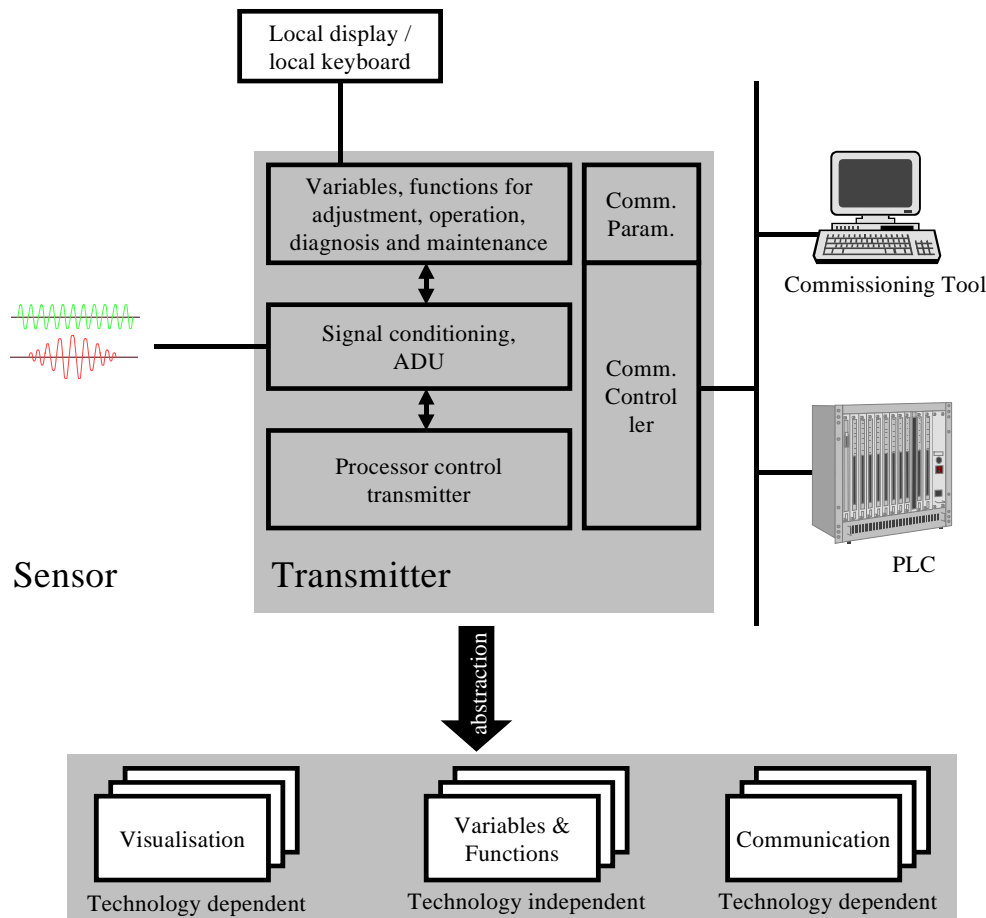 Local display /
local keyboard
Variables, functions for
adjustment, operation,
diagnosis and maintenance
Comm.
Param.
Commissioning Tool
Signal conditioning,
ADU
Comm.
Control
ler
Processor control
transmitter
PLC
Sensor
Transmitter
abstraction
Visualisation
Variables &
Functions
Communication
Technology dependent
Technology independent
Technology dependent